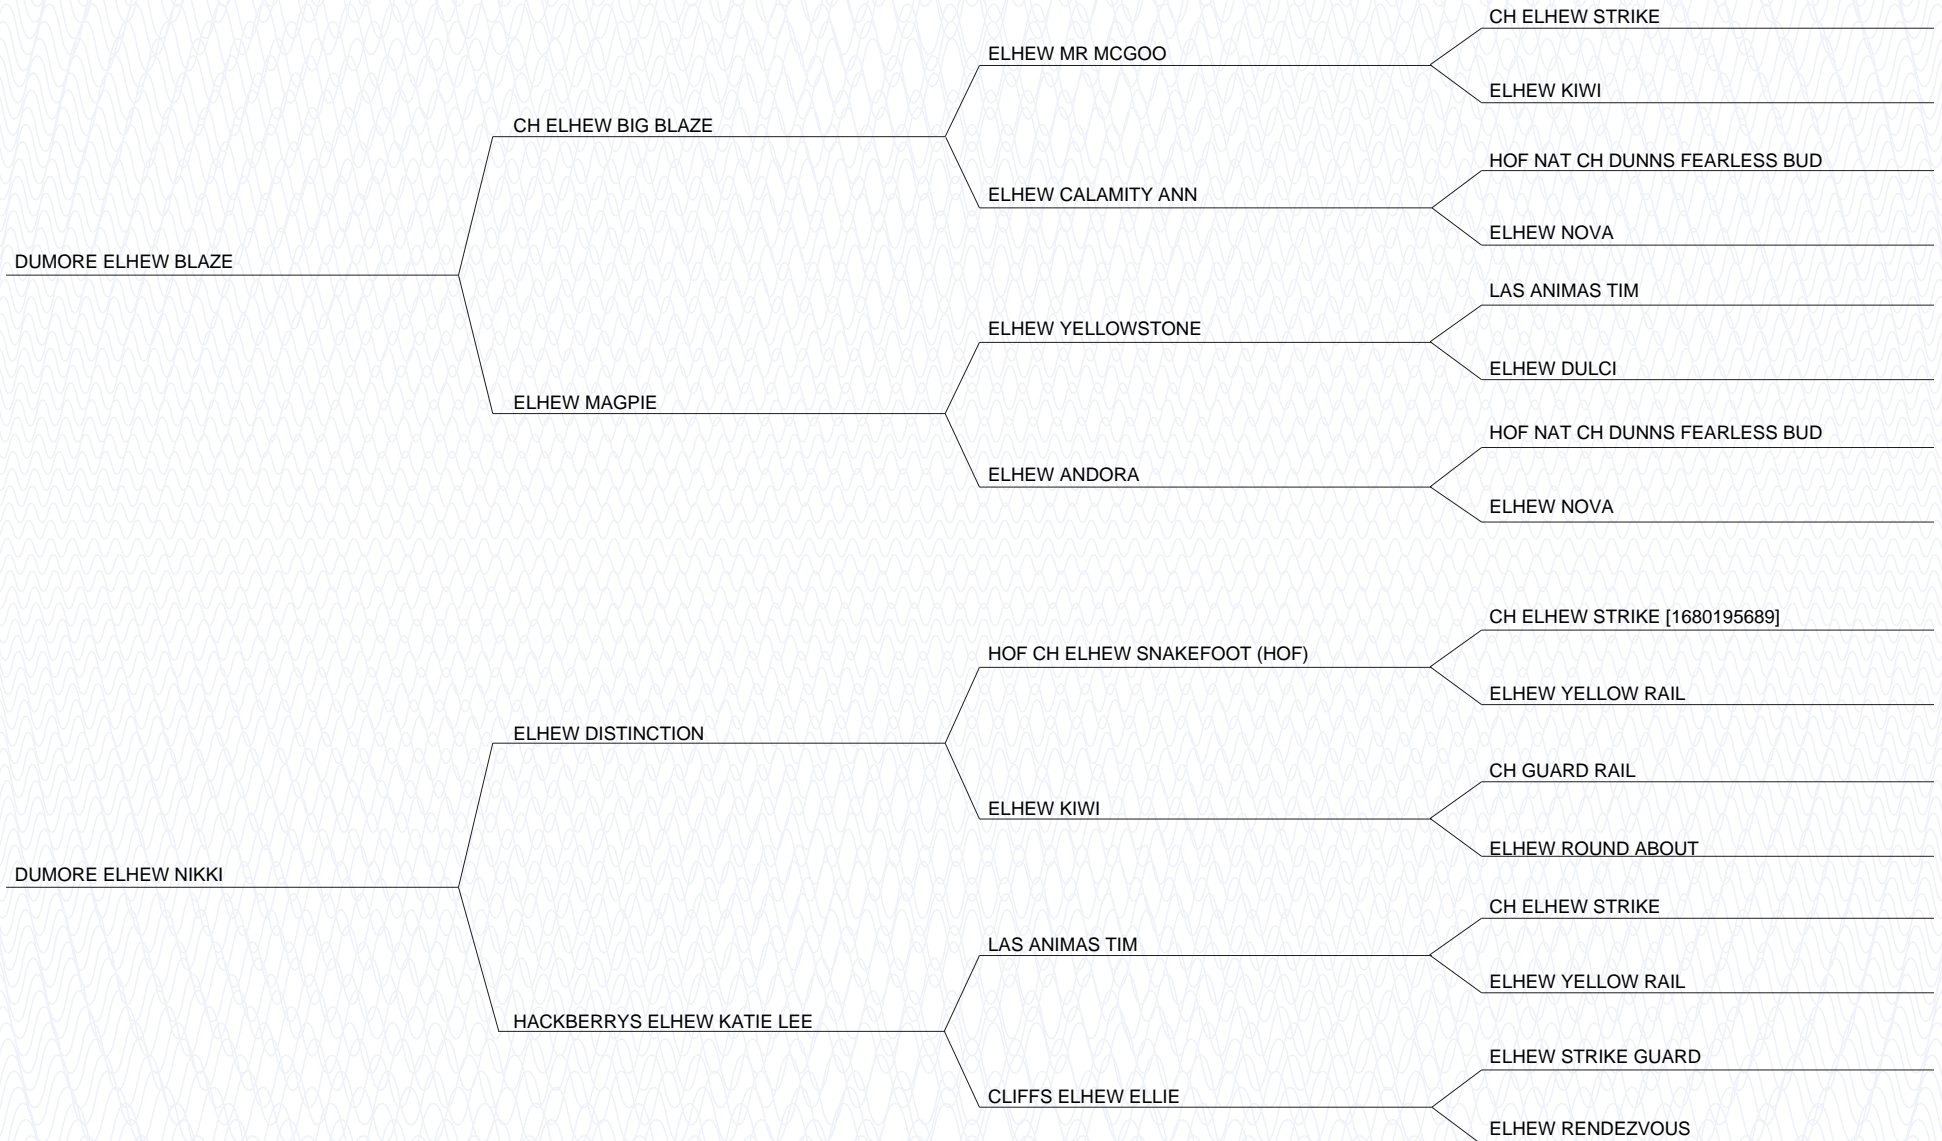 CH ELHEW STRIKE
ELHEW MR MCGOO
ELHEW KIWI
CH ELHEW BIG BLAZE
HOF NAT CH DUNNS FEARLESS BUD
ELHEW CALAMITY ANN
ELHEW NOVA
DUMORE ELHEW BLAZE
LAS ANIMAS TIM
ELHEW YELLOWSTONE
ELHEW DULCI
ELHEW MAGPIE
HOF NAT CH DUNNS FEARLESS BUD
ELHEW ANDORA
ELHEW NOVA
CH ELHEW STRIKE [1680195689]
HOF CH ELHEW SNAKEFOOT (HOF)
ELHEW YELLOW RAIL
ELHEW DISTINCTION
CH GUARD RAIL
ELHEW KIWI
ELHEW ROUND ABOUT
DUMORE ELHEW NIKKI
CH ELHEW STRIKE
LAS ANIMAS TIM
ELHEW YELLOW RAIL
HACKBERRYS ELHEW KATIE LEE
ELHEW STRIKE GUARD
CLIFFS ELHEW ELLIE
ELHEW RENDEZVOUS